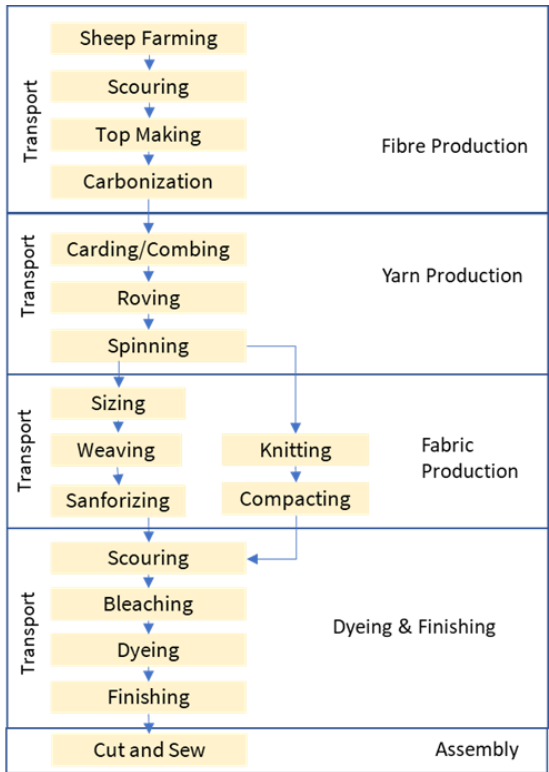 Sheep Farming
Scouring
Top Making
Carbonization
Transport
Fibre Production
Carding/Combing
Roving
Spinning
Transport
Yarn Production
Sizing
Weaving
Sanforizing
Knitting
Compacting
Transport
Fabric
Production
Scouring
Bleaching
Dyeing
Finishing
Transport
Dyeing & Finishing
Cut and Sew
Assembly